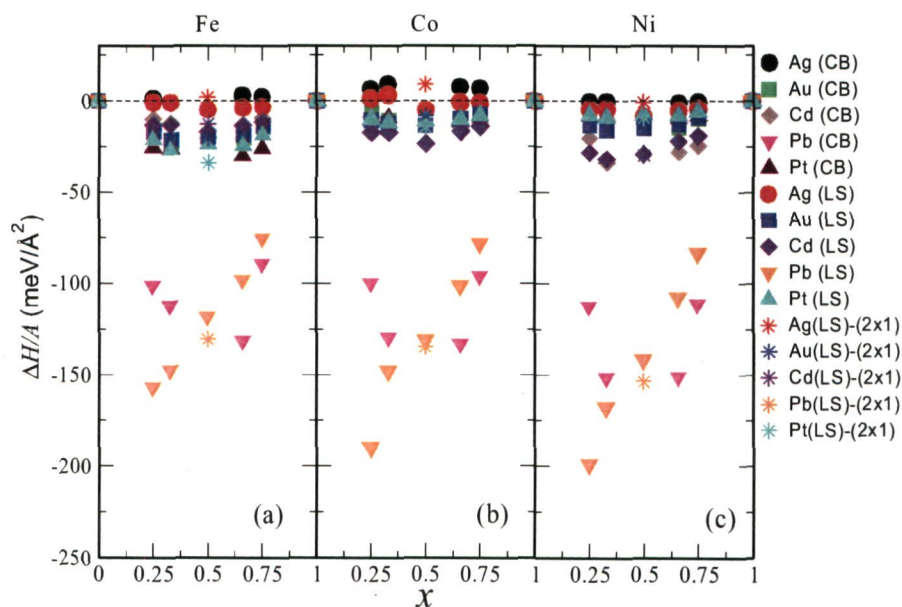 Fe Co Ni
ΔH/A (meV/Å²)
0
-50
-100
-150
-200
-250
(a) (b) (c)
0 0.25 0.5 0.75 1 0.25 0.5 0.75 1 0.25 0.5 0.75 1
x
Ag (CB)
Au (CB)
Cd (CB)
Pb (CB)
Pt (CB)
Ag (LS)
Au (LS)
Cd (LS)
Pb (LS)
Pt (LS)
Ag(LS)-(2x1)
Au(LS)-(2x1)
Cd(LS)-(2x1)
Pb(LS)-(2x1)
Pt(LS)-(2x1)